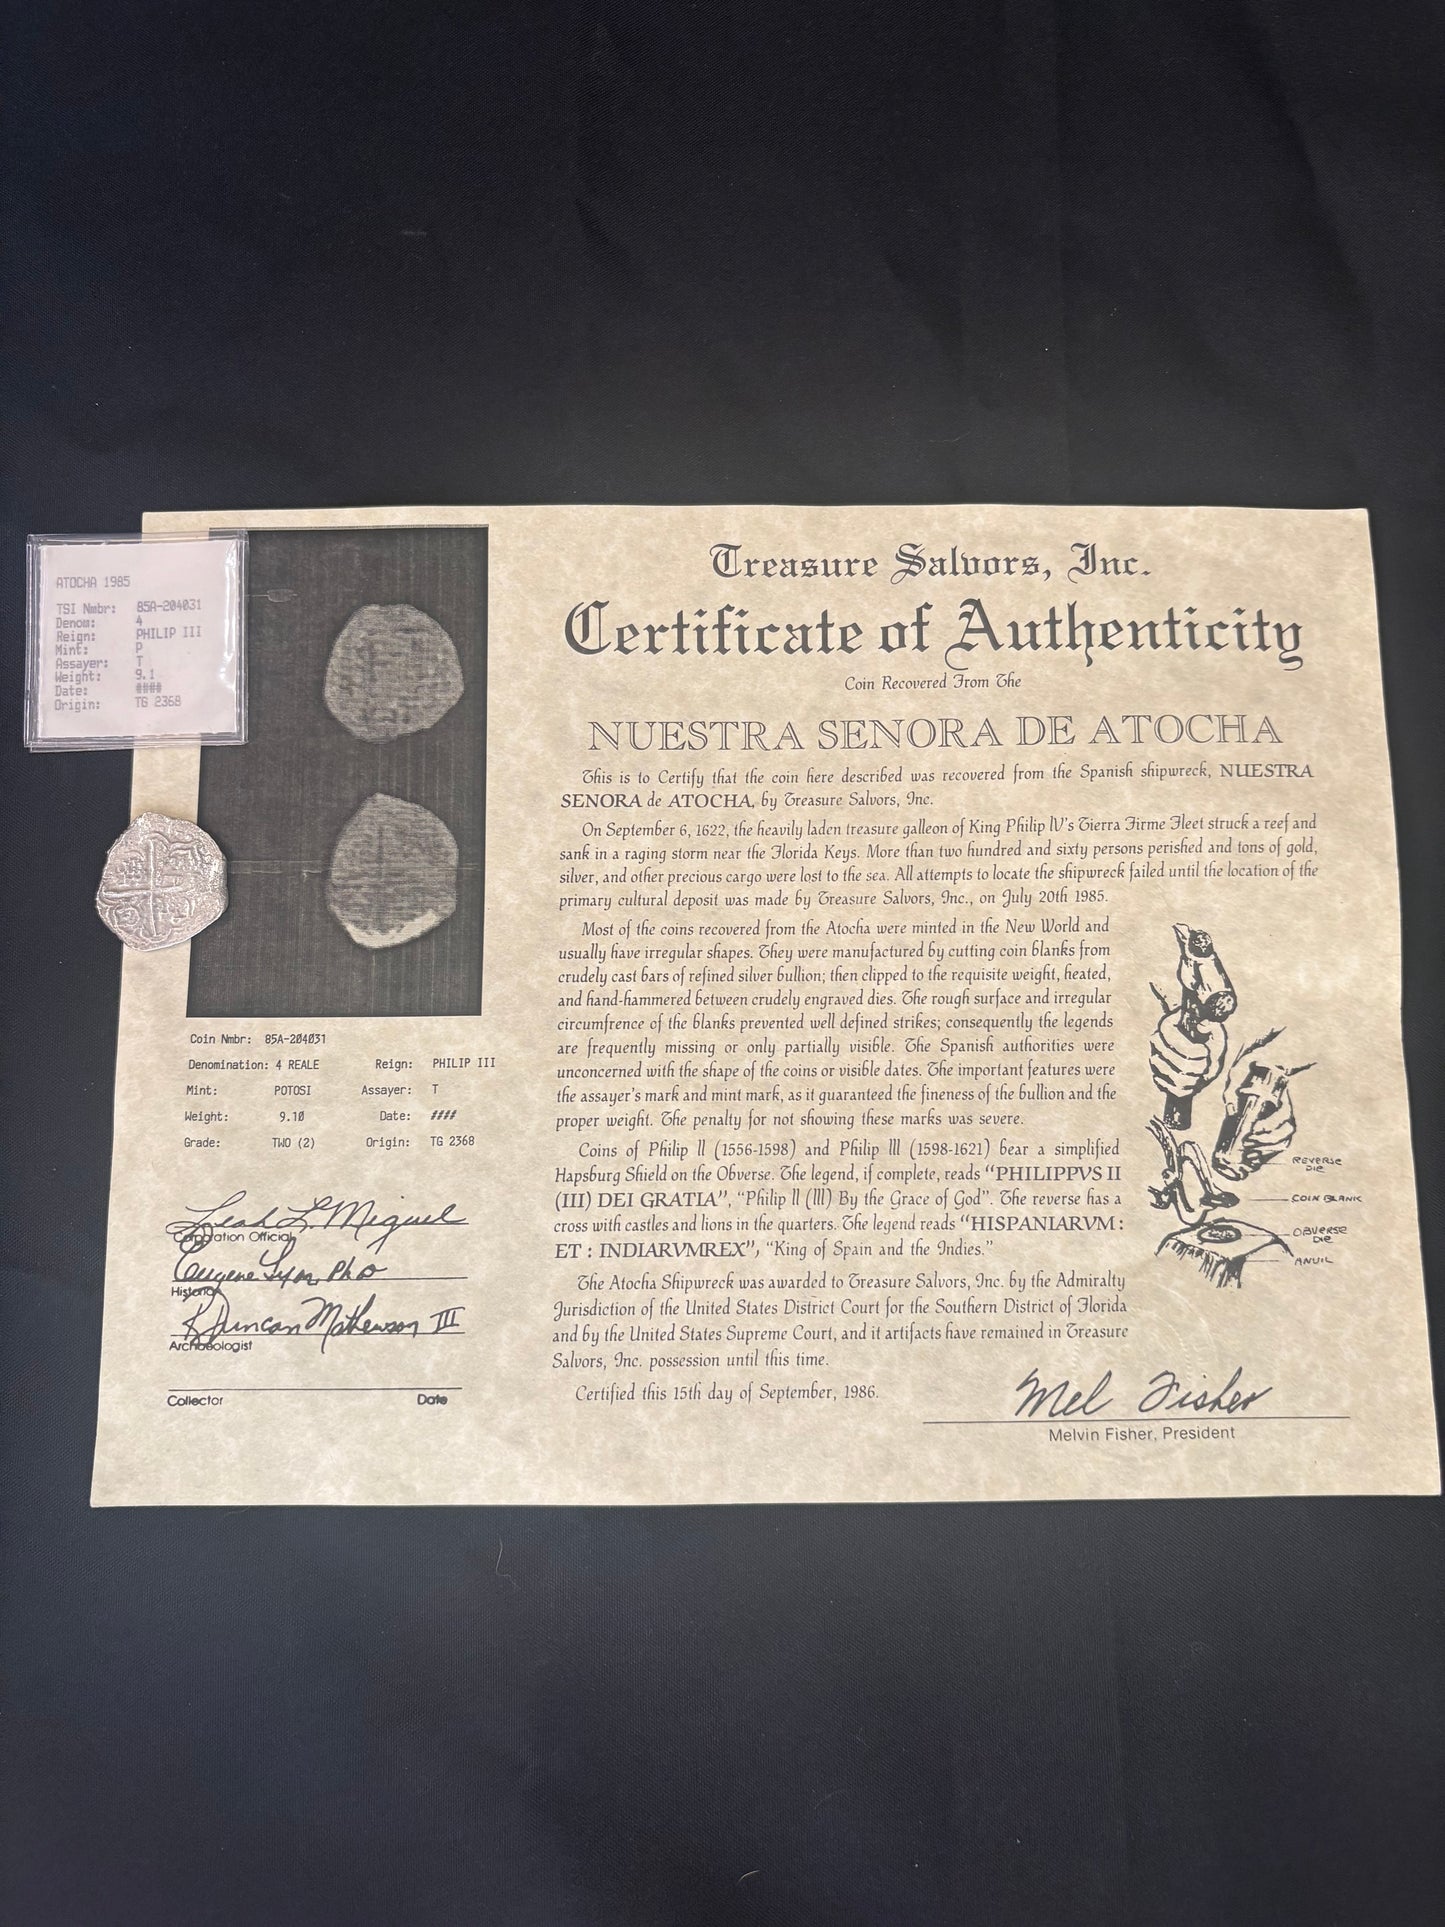 ATOCHA 1985
TSI Nmbr: 85A-204031
Denom: 4
Reign: PHILIP III
Mint: P
Assayer: T
Weight: 9.1
Date: ####
Origin: TG 2368
Coin Nmbr: 85A-204031
Denomination: 4 REALE Reign: PHILIP III
Mint: POTOSI Assayer: T
Weight: 9.10 Date: ####
Grade: TWO (2) Origin: TG 2368
Leah L. Miguel
Corporation Official
Eugene Lyon PhD
Historian
R Duncan Mathewson III
Archaeologist
Collector Date
Treasure Salvors, Inc.
Certificate of Authenticity
Coin Recovered From The
NUESTRA SENORA DE ATOCHA
This is to Certify that the coin here described was recovered from the Spanish shipwreck, NUESTRA
SENORA de ATOCHA, by Treasure Salvors, Inc.
On September 6, 1622, the heavily laden treasure galleon of King Philip IV's Tierra Firme Fleet struck a reef and
sank in a raging storm near the Florida Keys. More than two hundred and sixty persons perished and tons of gold,
silver, and other precious cargo were lost to the sea. All attempts to locate the shipwreck failed until the location of the
primary cultural deposit was made by Treasure Salvors, Inc., on July 20th 1985.
Most of the coins recovered from the Atocha were minted in the New World and
usually have irregular shapes. They were manufactured by cutting coin blanks from
crudely cast bars of refined silver bullion; then clipped to the requisite weight, heated,
and hand-hammered between crudely engraved dies. The rough surface and irregular
circumfrence of the blanks prevented well defined strikes; consequently the legends
are frequently missing or only partially visible. The Spanish authorities were
unconcerned with the shape of the coins or visible dates. The important features were
the assayer's mark and mint mark, as it guaranteed the fineness of the bullion and the
proper weight. The penalty for not showing these marks was severe.
Coins of Philip II (1556-1598) and Philip III (1598-1621) bear a simplified
Hapsburg Shield on the Obverse. The legend, if complete, reads “PHILIPPVS II
(III) DEI GRATIA”, “Philip II (III) By the Grace of God”. The reverse has a
cross with castles and lions in the quarters. The legend reads “HISPANIARVM :
ET : INDIARVMREX”, “King of Spain and the Indies.”
The Atocha Shipwreck was awarded to Treasure Salvors, Inc. by the Admiralty
Jurisdiction of the United States District Court for the Southern District of Florida
and by the United States Supreme Court, and it artifacts have remained in Treasure
Salvors, Inc. possession until this time.
Certified this 15th day of September, 1986.
REVERSE
DIE
COIN BLANK
OBVERSE
DIE
ANVIL
Mel Fisher
Melvin Fisher, President